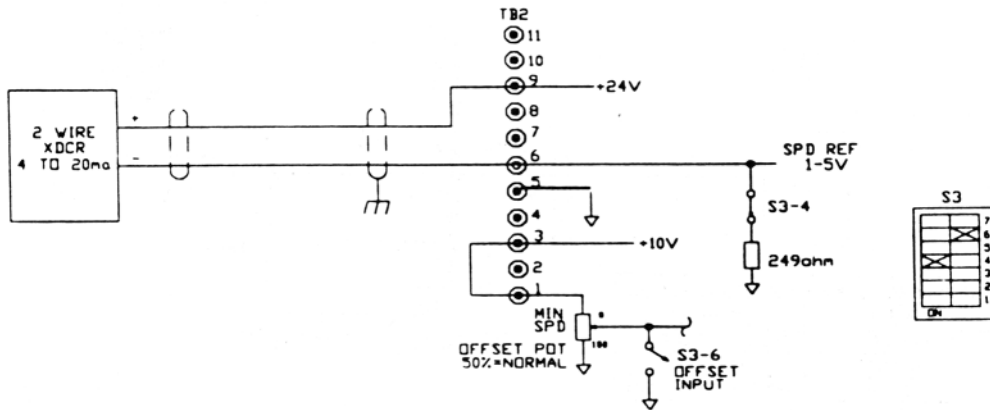 TB2
11
10
9
+24V
8
7
2 WIRE
XDCR
4 TO 20ma
+
-
6
SPD REF
1-5V
5
S3-4
4
249ohm
3
+10V
2
1
MIN
SPD
0
100
OFFSET POT
50%=NORMAL
S3-6
OFFSET
INPUT
S3
7
6
5
4
3
2
1
ON